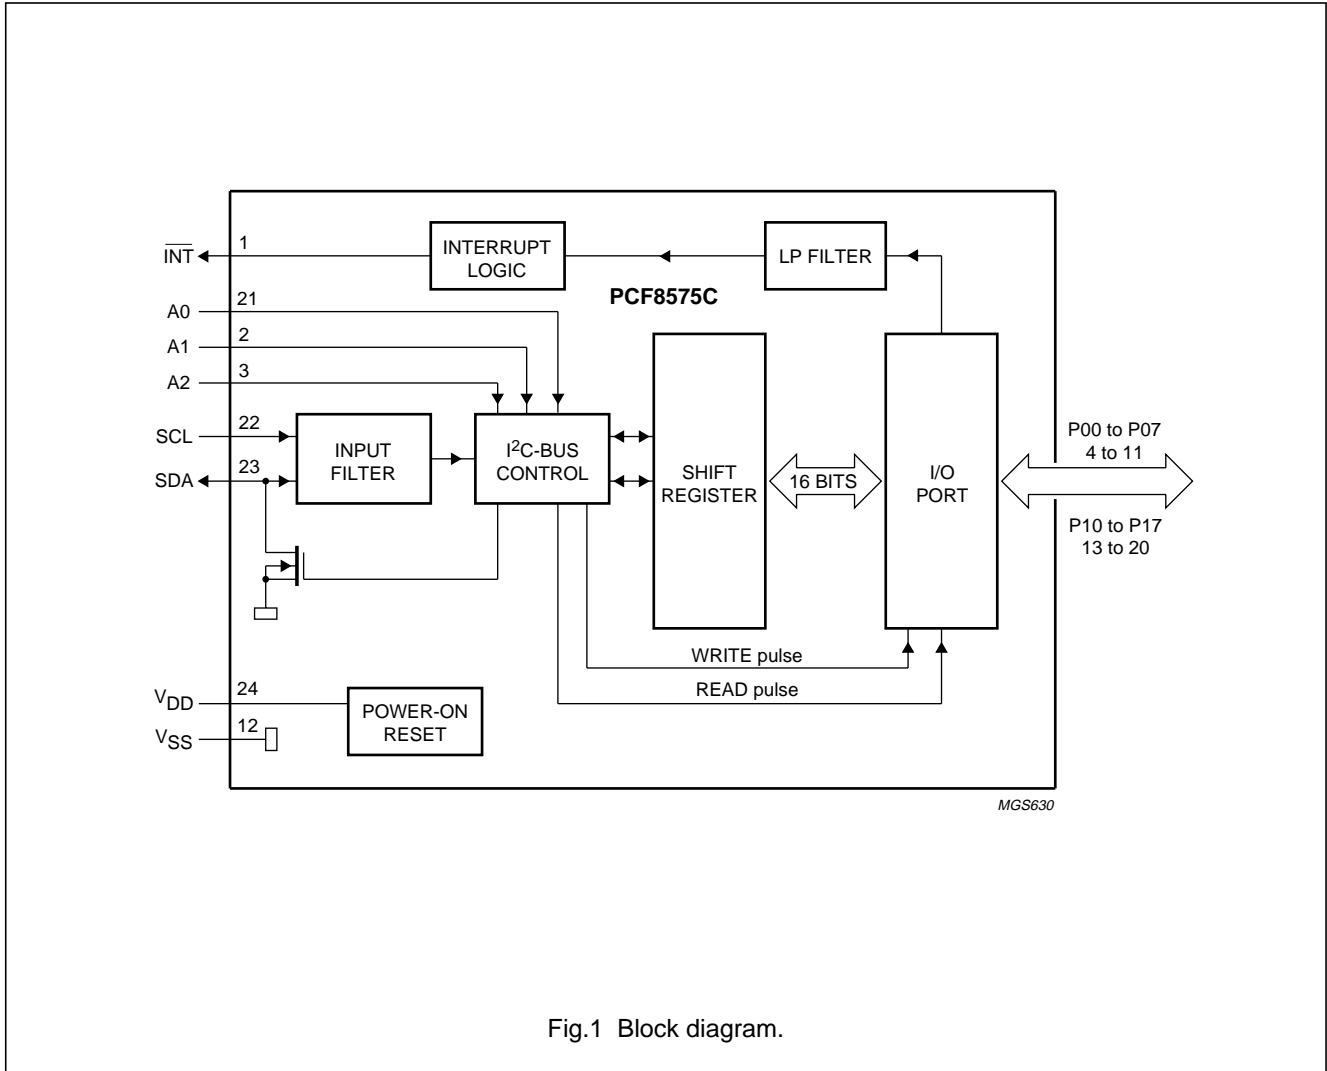 1
INT
INTERRUPT
LOGIC
LP FILTER
PCF8575C
21
A0
2
A1
3
A2
22
SCL
23
SDA
INPUT
FILTER
I2C-BUS
CONTROL
SHIFT
REGISTER
16 BITS
I/O
PORT
P00 to P07
4 to 11
P10 to P17
13 to 20
WRITE pulse
READ pulse
24
VDD
12
VSS
POWER-ON
RESET
MGS630
Fig.1 Block diagram.